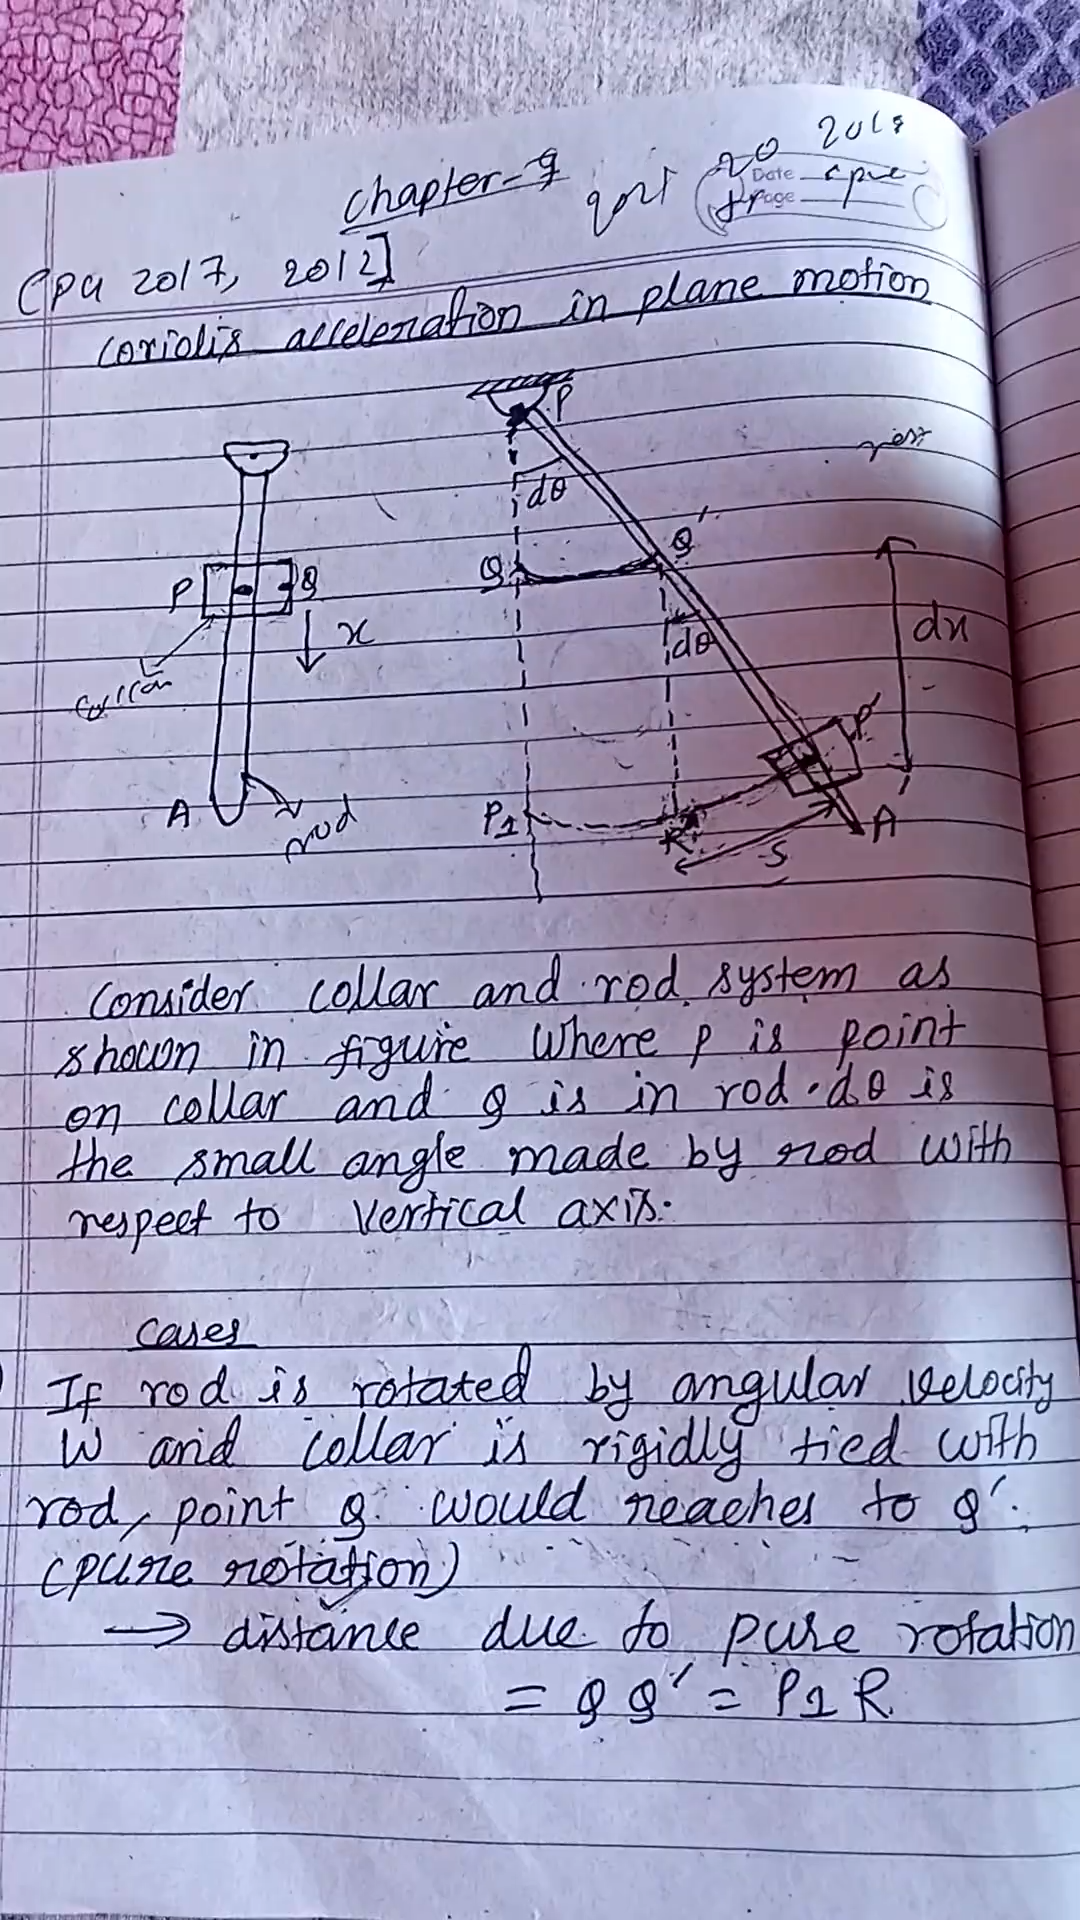 chapter-9
2018
Date
Page
[PU 2017, 2012]
coriolis acceleration in plane motion
P
dθ
Q Q'
P Q
x
dθ
dx
collar
P'
A
rod
P1
R
A
S
Consider collar and rod system as
shown in figure where p is point
on collar and Q is in rod. dθ is
the small angle made by rod with
respect to vertical axis.
Cases
If rod is rotated by angular velocity
W and collar is rigidly tied with
rod, point Q would reaches to Q'.
(pure rotation)
→ distance due to pure rotation
= QQ' = P1R